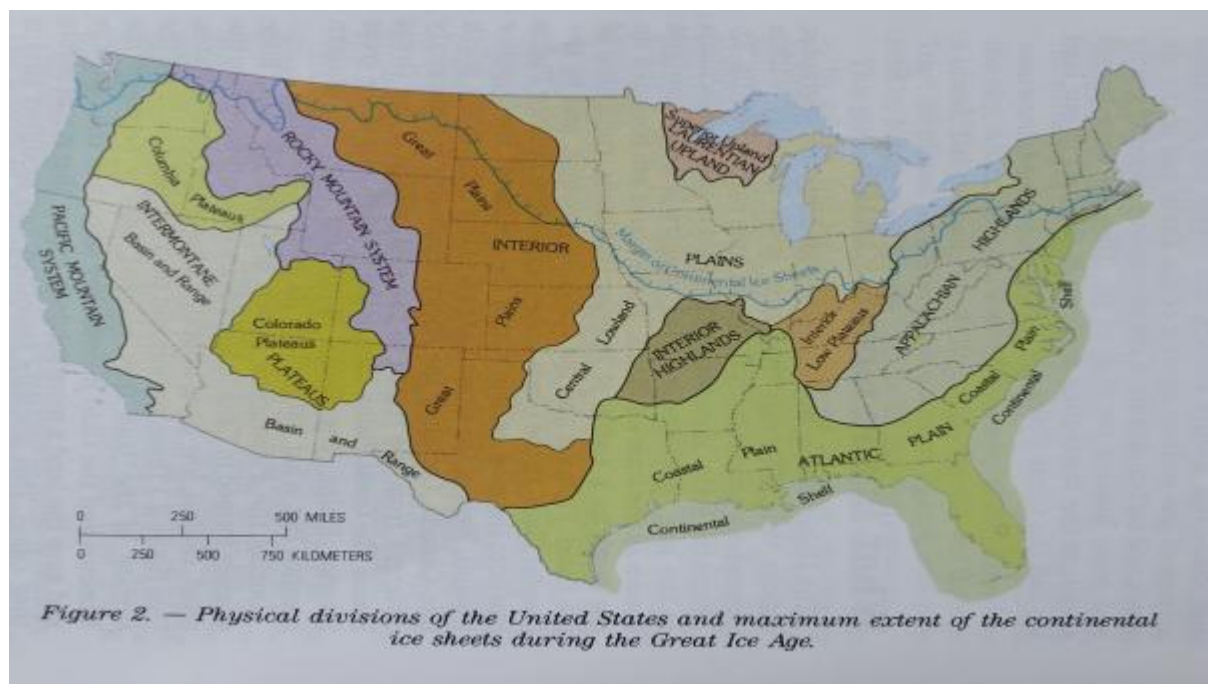 Superior Upland
LAURENTIAN
UPLAND
Columbia
Plateaus
ROCKY MOUNTAIN SYSTEM
Great
Plains
INTERIOR
PLAINS
HIGHLANDS
APPALACHIAN
PACIFIC MOUNTAIN
SYSTEM
INTERMONTANE
Basin and Range
Margin of Continental Ice Sheets
Colorado
Plateaus
PLATEAUS
Plains
Great
Central
Lowland
INTERIOR
HIGHLANDS
Interior
Low Plateaus
Shelf
Plain
Coastal
Continental
Basin and Range
Coastal Plain
ATLANTIC PLAIN
Continental Shelf
0 250 500 MILES
0 250 500 750 KILOMETERS
Figure 2. — Physical divisions of the United States and maximum extent of the continental
ice sheets during the Great Ice Age.